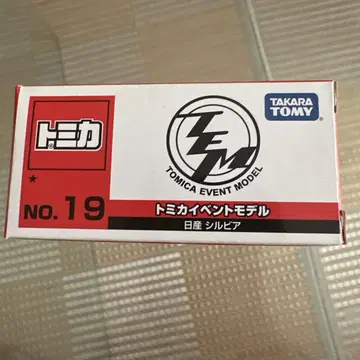 トミカ
TEM
TOMICA EVENT MODEL
TAKARA
TOMY
NO. 19
トミカイベントモデル
日産 シルビア